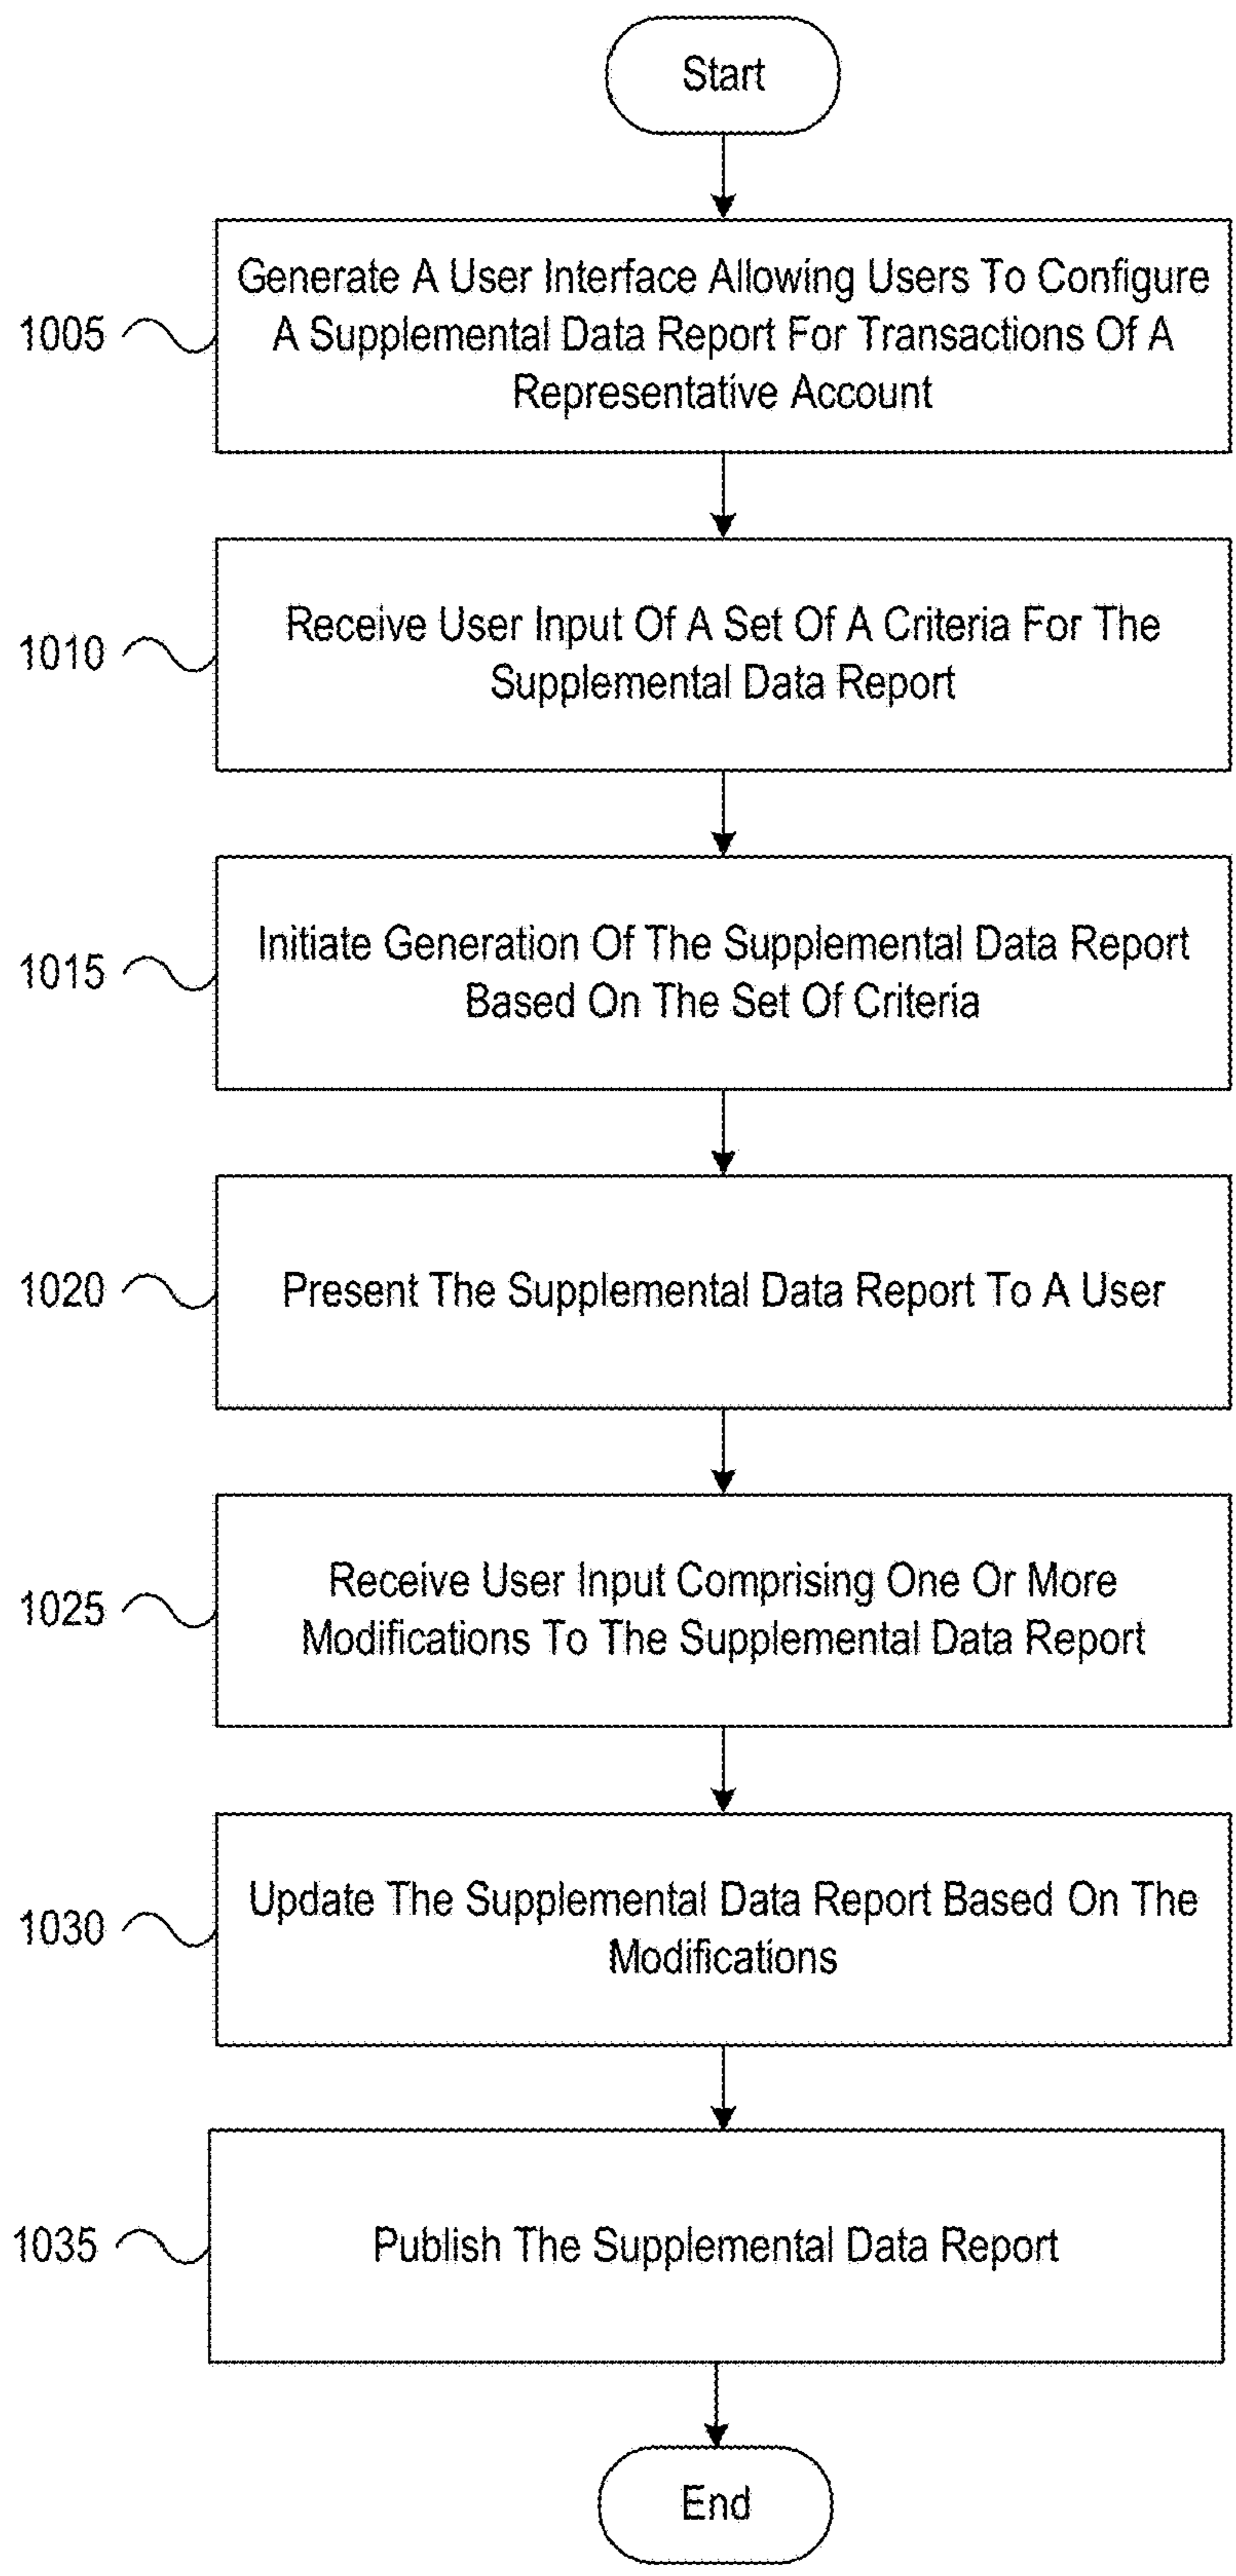 Start
Generate A User Interface Allowing Users To Configure
A Supplemental Data Report For Transactions Of A
Representative Account
1005
Receive User Input Of A Set Of A Criteria For The
Supplemental Data Report
1010
Initiate Generation Of The Supplemental Data Report
Based On The Set Of Criteria
1015
Present The Supplemental Data Report To A User
1020
Receive User Input Comprising One Or More
Modifications To The Supplemental Data Report
1025
Update The Supplemental Data Report Based On The
Modifications
1030
Publish The Supplemental Data Report
1035
End